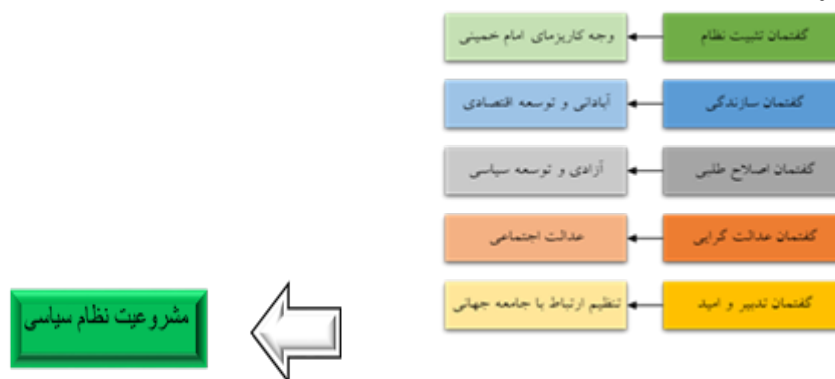 گفتمان تثبیت نظام
وجه کاریزمای امام خمینی
گفتمان سازندگی
آبادانی و توسعه اقتصادی
گفتمان اصلاح طلبی
آزادی و توسعه سیاسی
گفتمان عدالت گرایی
عدالت اجتماعی
گفتمان تدبیر و امید
تنظیم ارتباط با جامعه جهانی
مشروعیت نظام سیاسی